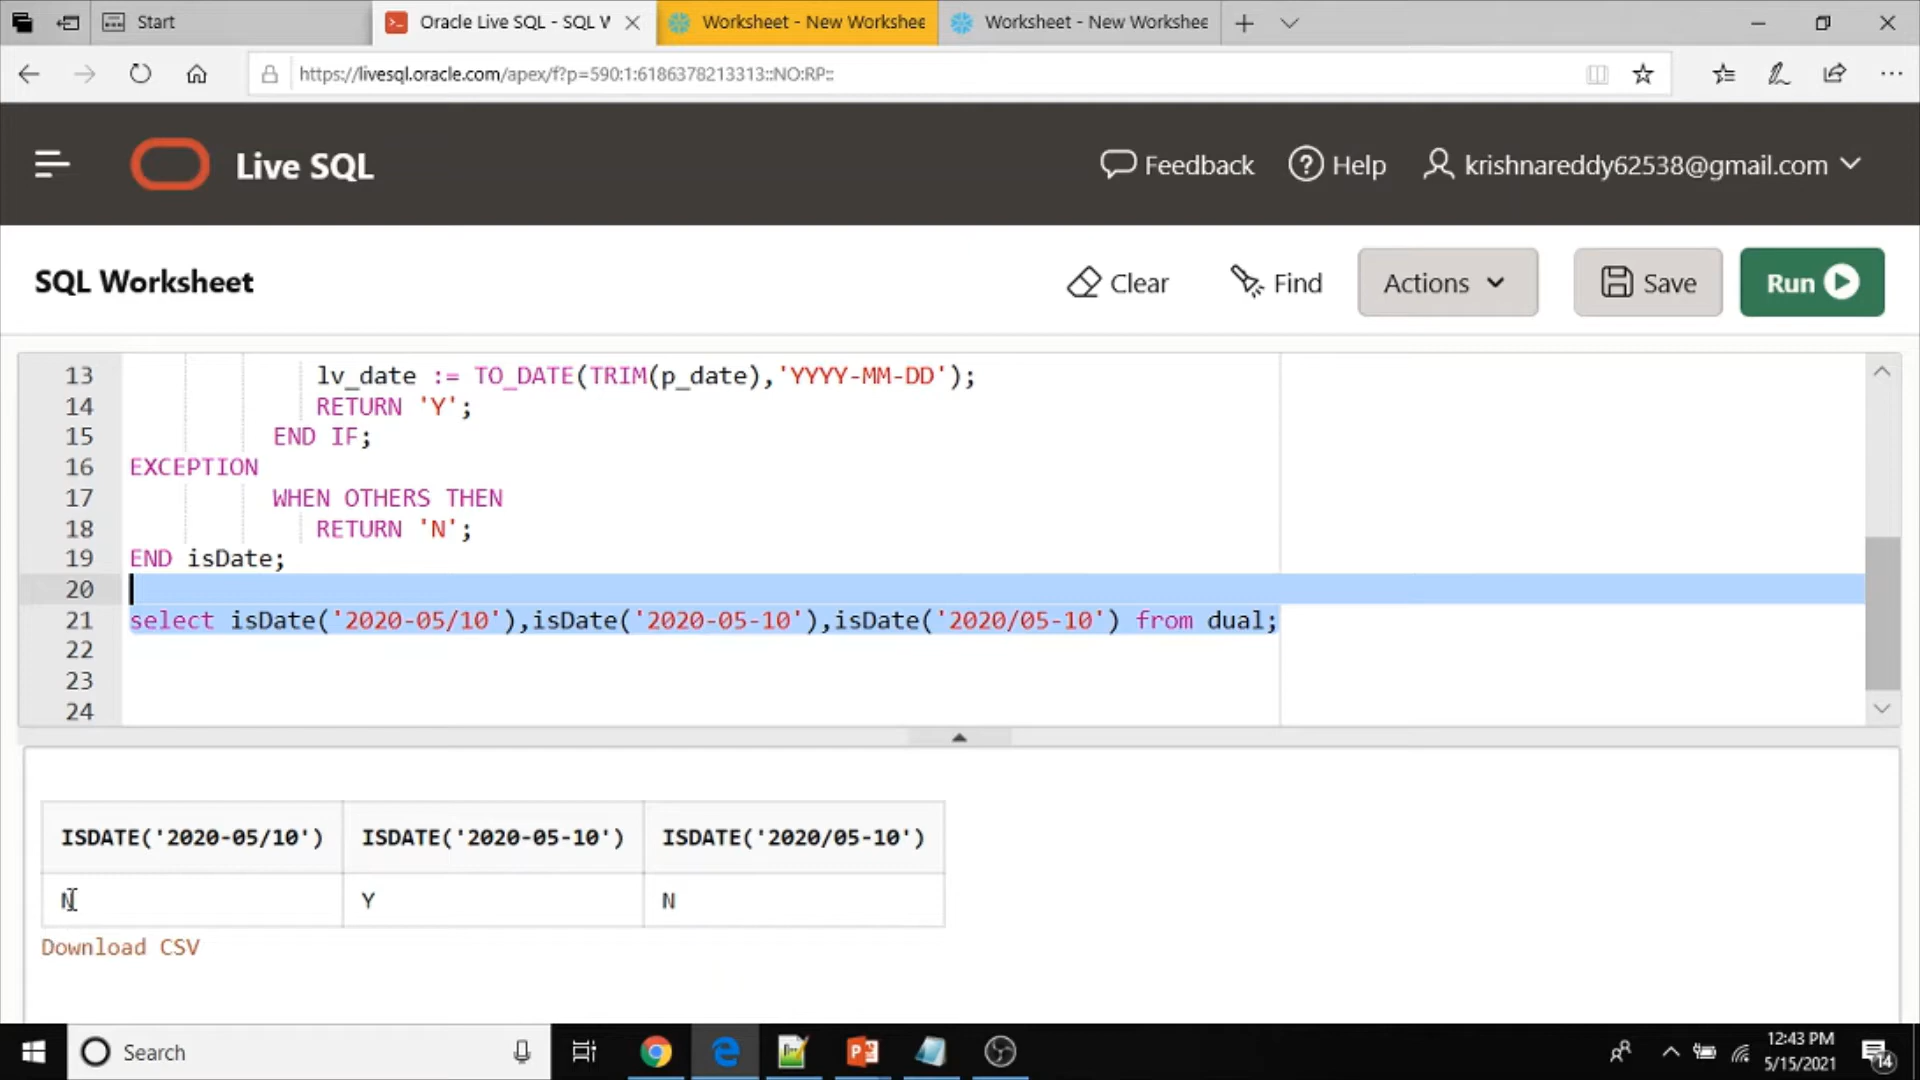 Start
Oracle Live SQL - SQL W
Worksheet - New Workshee
Worksheet - New Workshee
https://livesql.oracle.com/apex/f?p=590:1:6186378213313::NO:RP::
Live SQL
Feedback
Help
krishnareddy62538@gmail.com
SQL Worksheet
Clear
Find
Actions
Save
Run
13 lv_date := TO_DATE(TRIM(p_date),'YYYY-MM-DD');
14 RETURN 'Y';
15 END IF;
16 EXCEPTION
17 WHEN OTHERS THEN
18 RETURN 'N';
19 END isDate;
20
21 select isDate('2020-05/10'),isDate('2020-05-10'),isDate('2020/05-10') from dual;
22
23
24
ISDATE('2020-05/10') ISDATE('2020-05-10') ISDATE('2020/05-10')
N Y N
Download CSV
Search
12:43 PM
5/15/2021
14